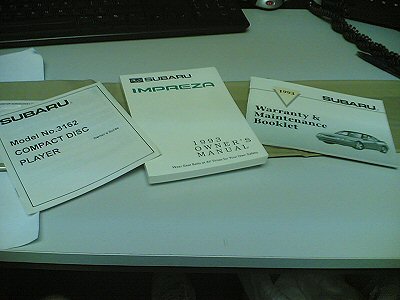 SUBARU
Model No.3162
COMPACT DISC
PLAYER
SUBARU
IMPREZA
1993
OWNER'S
MANUAL
1993
SUBARU
Warranty &
Maintenance
Booklet